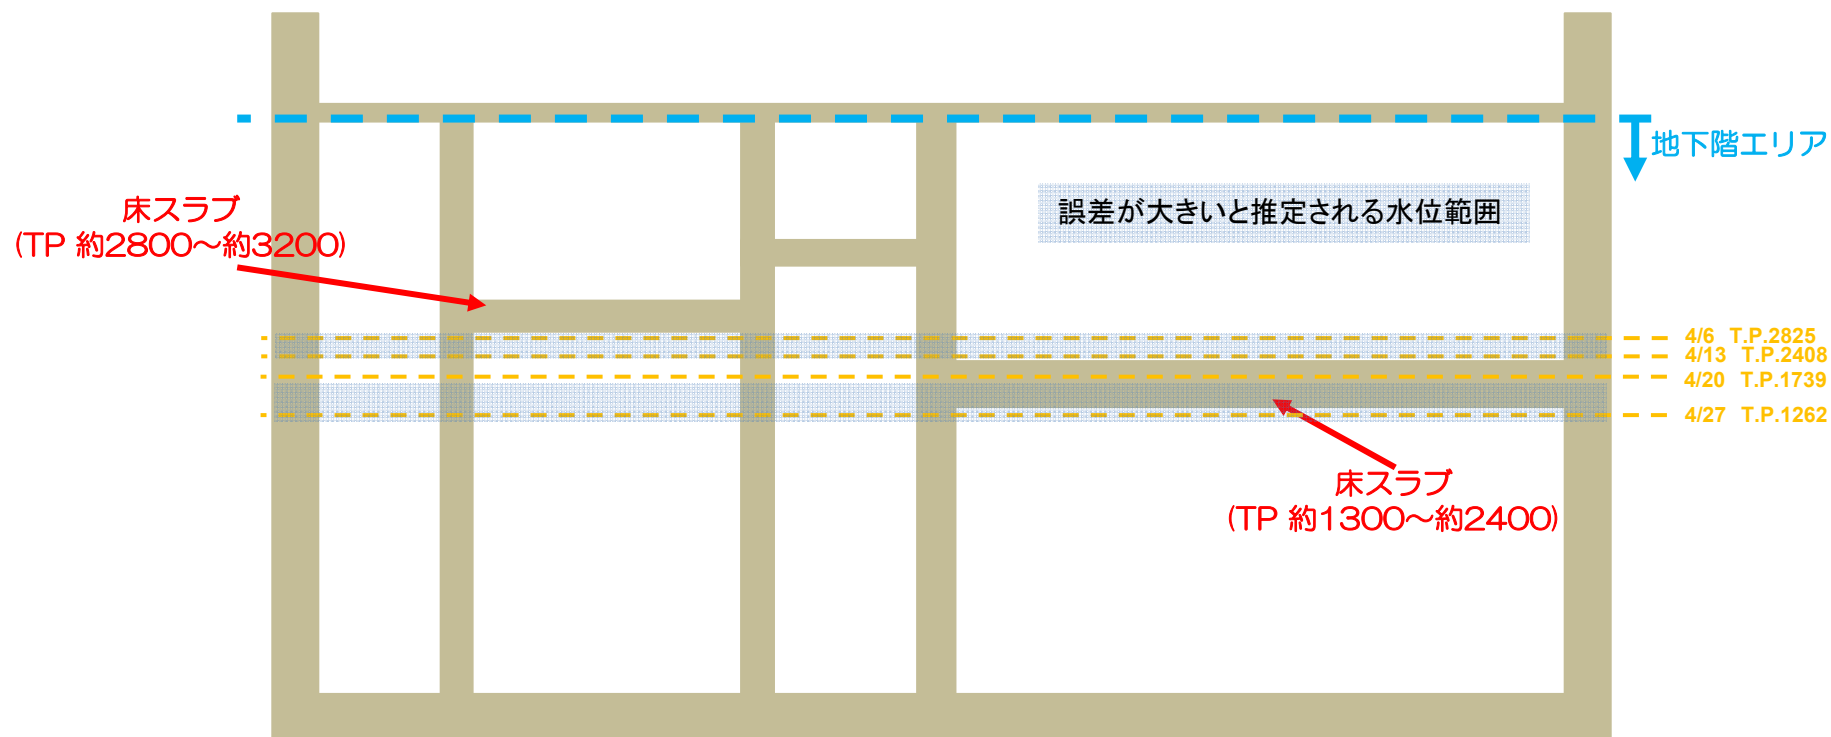 地下階エリア
誤差が大きいと推定される水位範囲
床スラブ
(TP 約2800～約3200)
4/6 T.P.2825
4/13 T.P.2408
4/20 T.P.1739
4/27 T.P.1262
床スラブ
(TP 約1300～約2400)